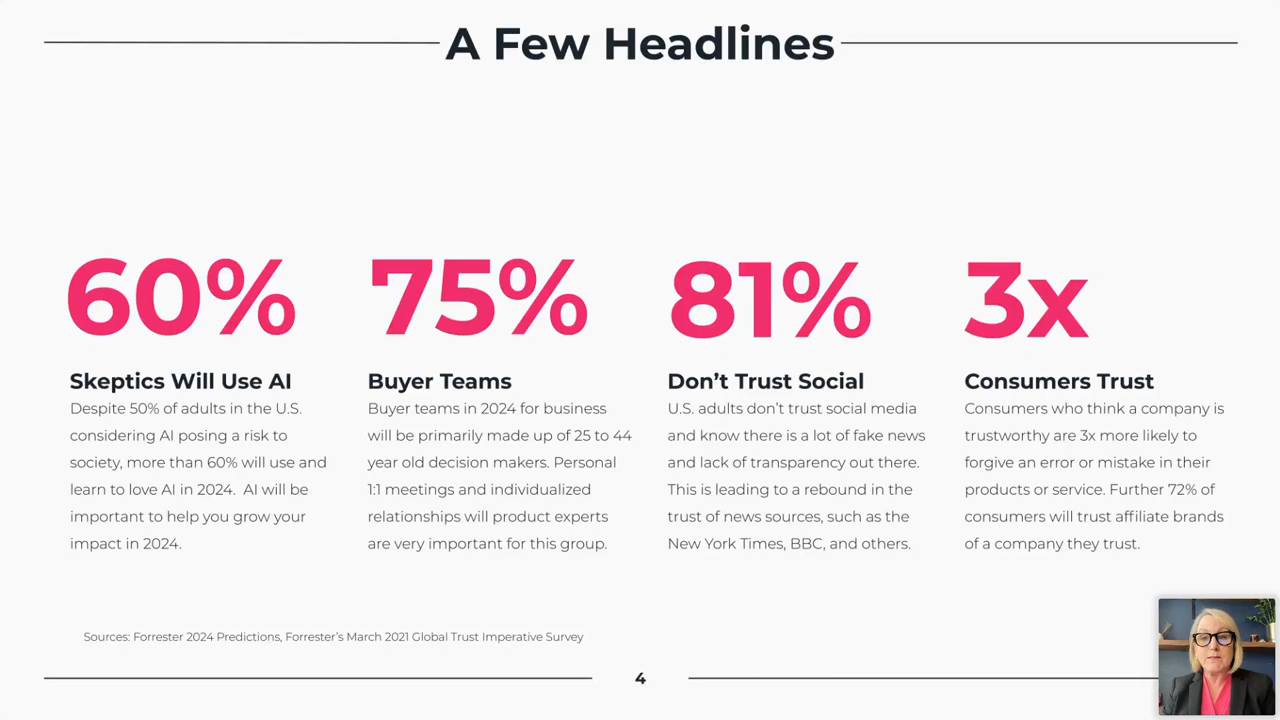 A Few Headlines
60%
Skeptics Will Use AI
Despite 50% of adults in the U.S.
considering AI posing a risk to
society, more than 60% will use and
learn to love AI in 2024.  AI will be
important to help you grow your
impact in 2024.
75%
Buyer Teams
Buyer teams in 2024 for business
will be primarily made up of 25 to 44
year old decision makers. Personal
1:1 meetings and individualized
relationships will product experts
are very important for this group.
81%
Don’t Trust Social
U.S. adults don’t trust social media
and know there is a lot of fake news
and lack of transparency out there.
This is leading to a rebound in the
trust of news sources, such as the
New York Times, BBC, and others.
3x
Consumers Trust
Consumers who think a company is
trustworthy are 3x more likely to
forgive an error or mistake in their
products or service. Further 72% of
consumers will trust affiliate brands
of a company they trust.
Sources: Forrester 2024 Predictions, Forrester’s March 2021 Global Trust Imperative Survey
4